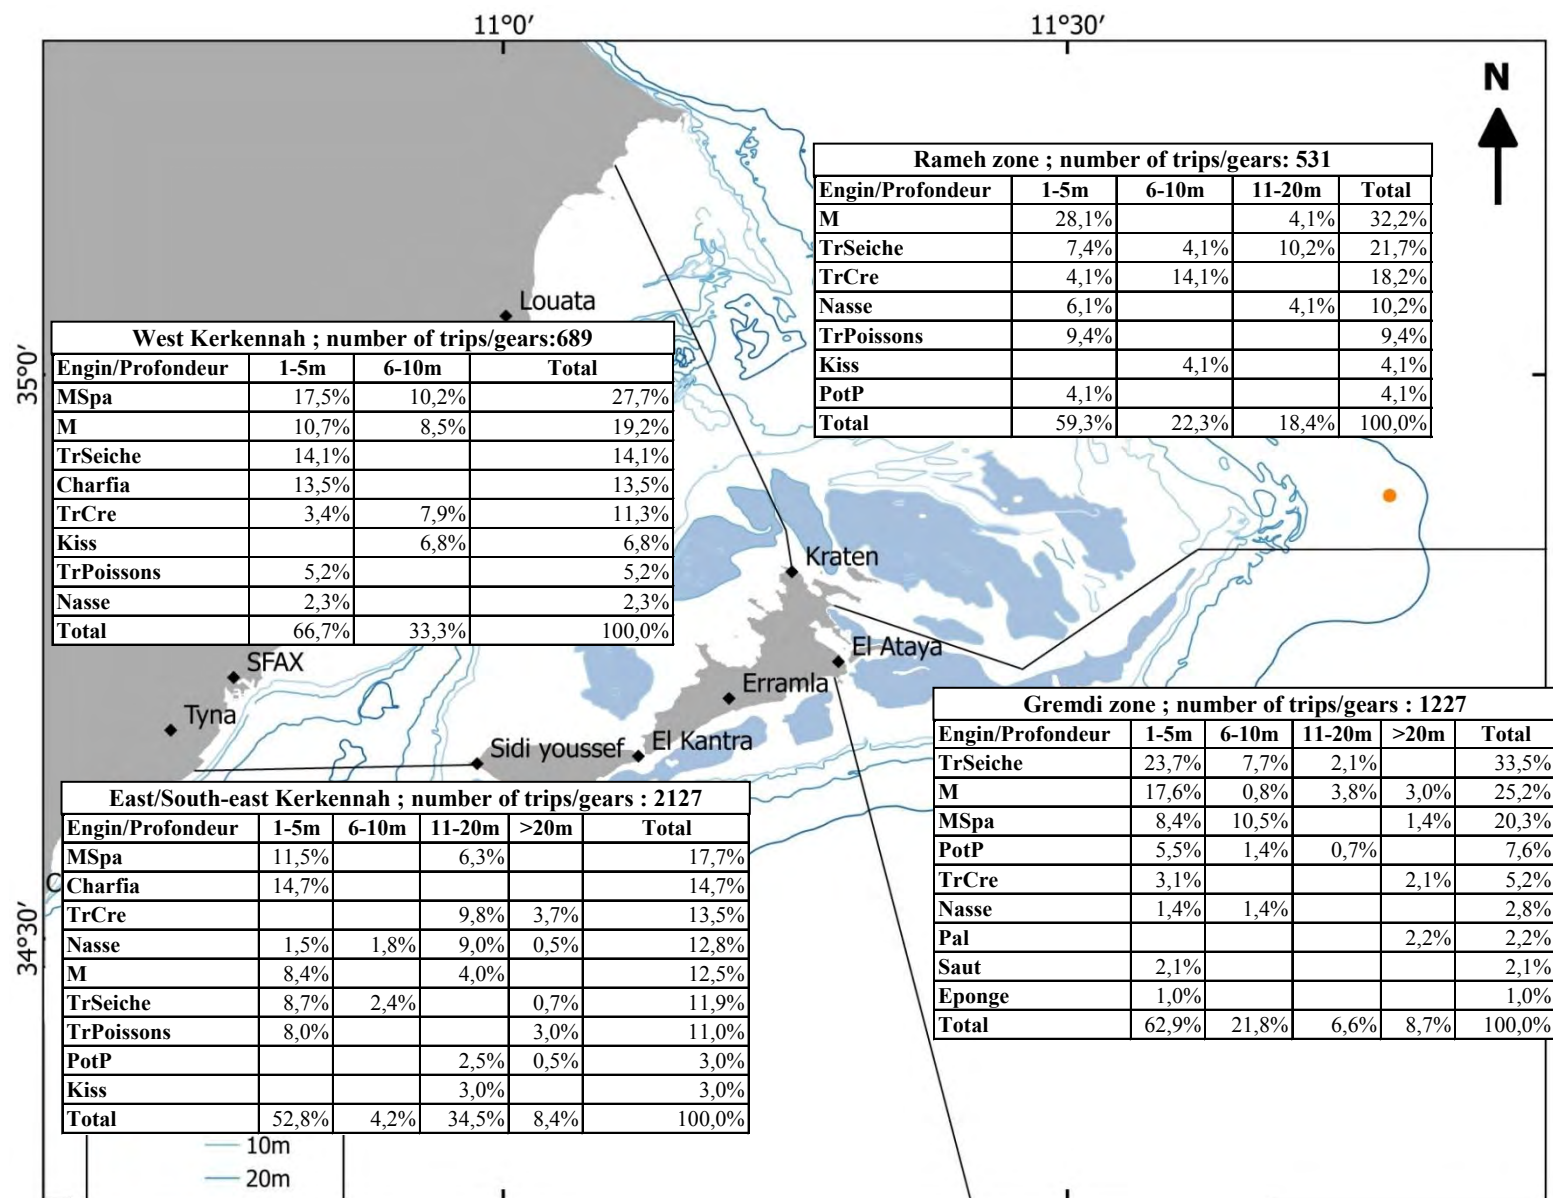 11°0′ 11°30′
N
Rameh zone ; number of trips/gears: 531
Engin/Profondeur 1-5m 6-10m 11-20m Total
M 28,1% 4,1% 32,2%
TrSeiche 7,4% 4,1% 10,2% 21,7%
TrCre 4,1% 14,1% 18,2%
Nasse 6,1% 4,1% 10,2%
TrPoissons 9,4% 9,4%
Kiss 4,1% 4,1%
PotP 4,1% 4,1%
Total 59,3% 22,3% 18,4% 100,0%
Louata
35°0′
West Kerkennah ; number of trips/gears:689
Engin/Profondeur 1-5m 6-10m Total
MSpa 17,5% 10,2% 27,7%
M 10,7% 8,5% 19,2%
TrSeiche 14,1% 14,1%
Charfia 13,5% 13,5%
TrCre 3,4% 7,9% 11,3%
Kiss 6,8% 6,8%
TrPoissons 5,2% 5,2%
Nasse 2,3% 2,3%
Total 66,7% 33,3% 100,0%
Kraten
El Ataya
SFAX
Erramla
Tyna
El Kantra
Sidi youssef
Gremdi zone ; number of trips/gears : 1227
Engin/Profondeur 1-5m 6-10m 11-20m >20m Total
TrSeiche 23,7% 7,7% 2,1% 33,5%
M 17,6% 0,8% 3,8% 3,0% 25,2%
MSpa 8,4% 10,5% 1,4% 20,3%
PotP 5,5% 1,4% 0,7% 7,6%
TrCre 3,1% 2,1% 5,2%
Nasse 1,4% 1,4% 2,8%
Pal 2,2% 2,2%
Saut 2,1% 2,1%
Eponge 1,0% 1,0%
Total 62,9% 21,8% 6,6% 8,7% 100,0%
East/South-east Kerkennah ; number of trips/gears : 2127
Engin/Profondeur 1-5m 6-10m 11-20m >20m Total
MSpa 11,5% 6,3% 17,7%
Charfia 14,7% 14,7%
TrCre 9,8% 3,7% 13,5%
Nasse 1,5% 1,8% 9,0% 0,5% 12,8%
M 8,4% 4,0% 12,5%
TrSeiche 8,7% 2,4% 0,7% 11,9%
TrPoissons 8,0% 3,0% 11,0%
PotP 2,5% 0,5% 3,0%
Kiss 3,0% 3,0%
Total 52,8% 4,2% 34,5% 8,4% 100,0%
34°30′
10m
20m